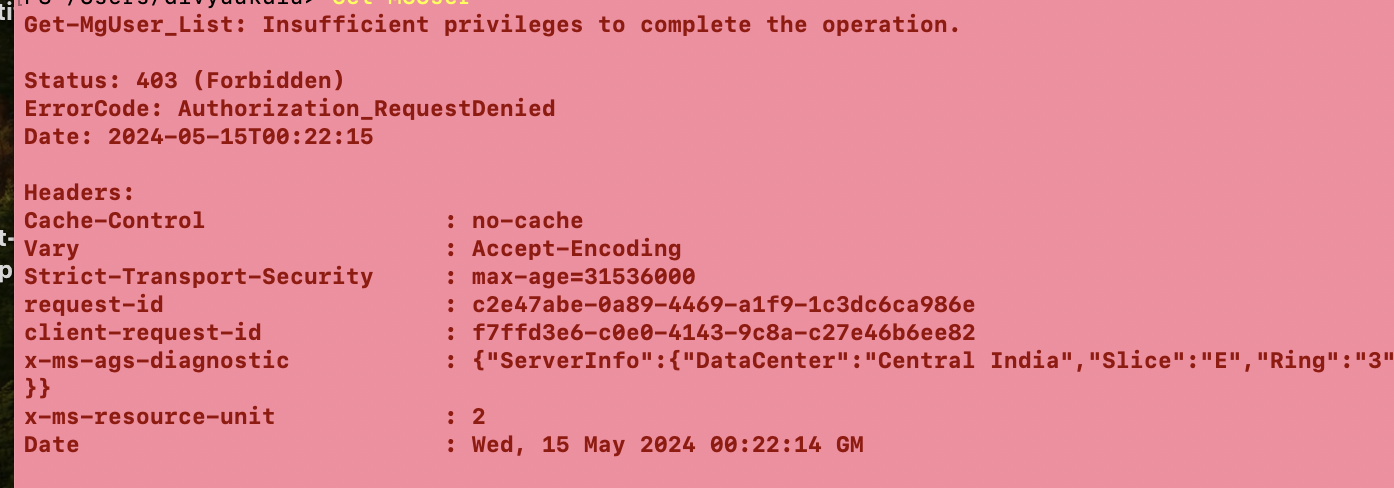 Get-MgUser_List: Insufficient privileges to complete the operation.
Status: 403 (Forbidden)
ErrorCode: Authorization_RequestDenied
Date: 2024-05-15T00:22:15
Headers:
Cache-Control : no-cache
Vary : Accept-Encoding
Strict-Transport-Security : max-age=31536000
request-id : c2e47abe-0a89-4469-a1f9-1c3dc6ca986e
client-request-id : f7ffd3e6-c0e0-4143-9c8a-c27e46b6ee82
x-ms-ags-diagnostic : {"ServerInfo":{"DataCenter":"Central India","Slice":"E","Ring":"3"
}}
x-ms-resource-unit : 2
Date : Wed, 15 May 2024 00:22:14 GM